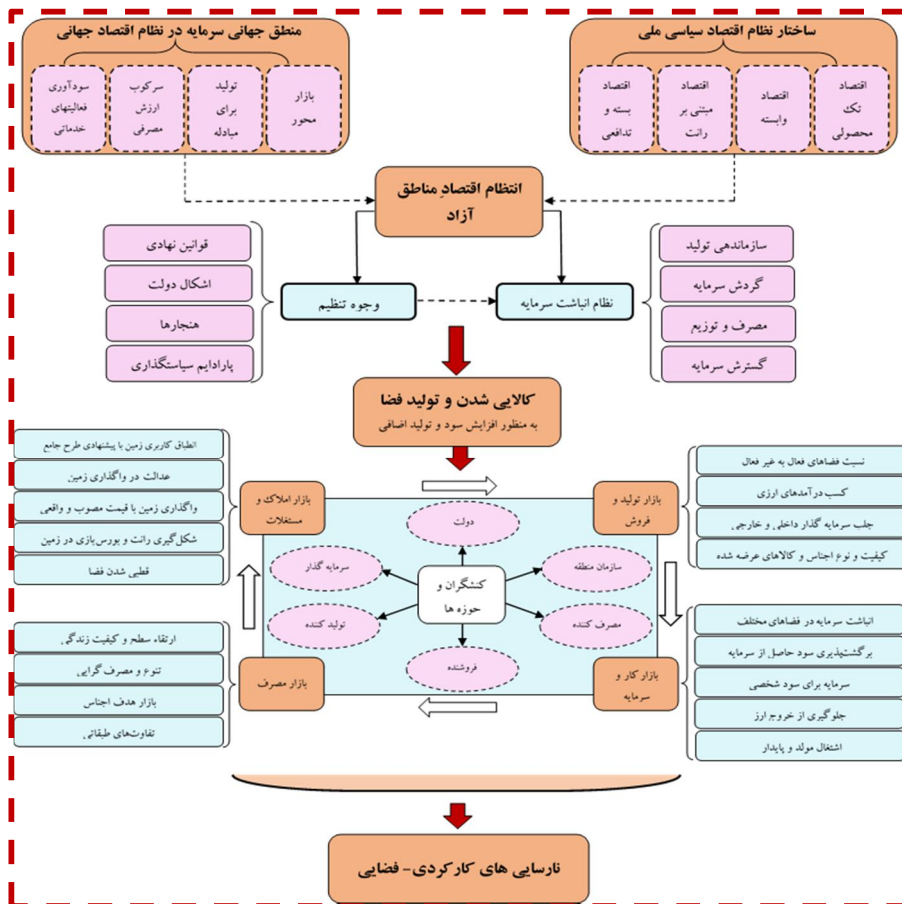 ساختار نظام اقتصاد سیاسی ملی
اقتصاد
تک
محصولی
اقتصاد
وابسته
اقتصاد
مبتنی بر
رانت
اقتصاد
بسته و
تدافعی
منطق جهانی سرمایه در نظام اقتصاد جهانی
بازار
محور
تولید
برای
مبادله
سرکوب
ارزش
مصرفی
سودآوری
فعالیتهای
خدماتی
انتظام اقتصادِ مناطق
آزاد
سازماندهی تولید
گردش سرمایه
مصرف و توزیع
گسترش سرمایه
نظام انباشت سرمایه
وجوه تنظیم
قوانین نهادی
اشکال دولت
هنجارها
پارادایم سیاستگذاری
کالایی شدن و تولید فضا
به منظور افزایش سود و تولید اضافی
نسبت فضاهای فعال به غیر فعال
کسب درآمدهای ارزی
جلب سرمایه گذار داخلی و خارجی
کیفیت و نوع اجناس و کالاهای عرضه شده
بازار تولید و
فروش
بازار املاک و
مستغلات
انطباق کاربری زمین با پیشنهادی طرح جامع
عدالت در واگذاری زمین
واگذاری زمین با قیمت مصوب و واقعی
شکل‌گیری رانت و بورس‌بازی در زمین
قطبی شدن فضا
دولت
سازمان منطقه
سرمایه گذار
کنشگران و
حوزه ها
مصرف کننده
تولید کننده
فروشنده
انباشت سرمایه در فضاهای مختلف
برگشت‌پذیری سود حاصل از سرمایه
سرمایه برای سود شخصی
جلوگیری از خروج ارز
اشتغال مولد و پایدار
بازار کار و
سرمایه
بازار مصرف
ارتقاء سطح و کیفیت زندگی
تنوع و مصرف گرایی
بازار هدف اجناس
تفاوت‌های طبقاتی
نارسایی های کارکردی- فضایی